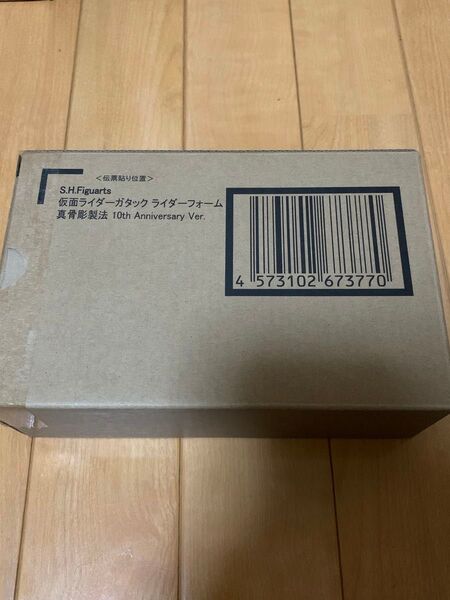 ＜伝票貼り位置＞
S.H.Figuarts
仮面ライダーガタック ライダーフォーム
真骨彫製法 10th Anniversary Ver.
4 573102 673770